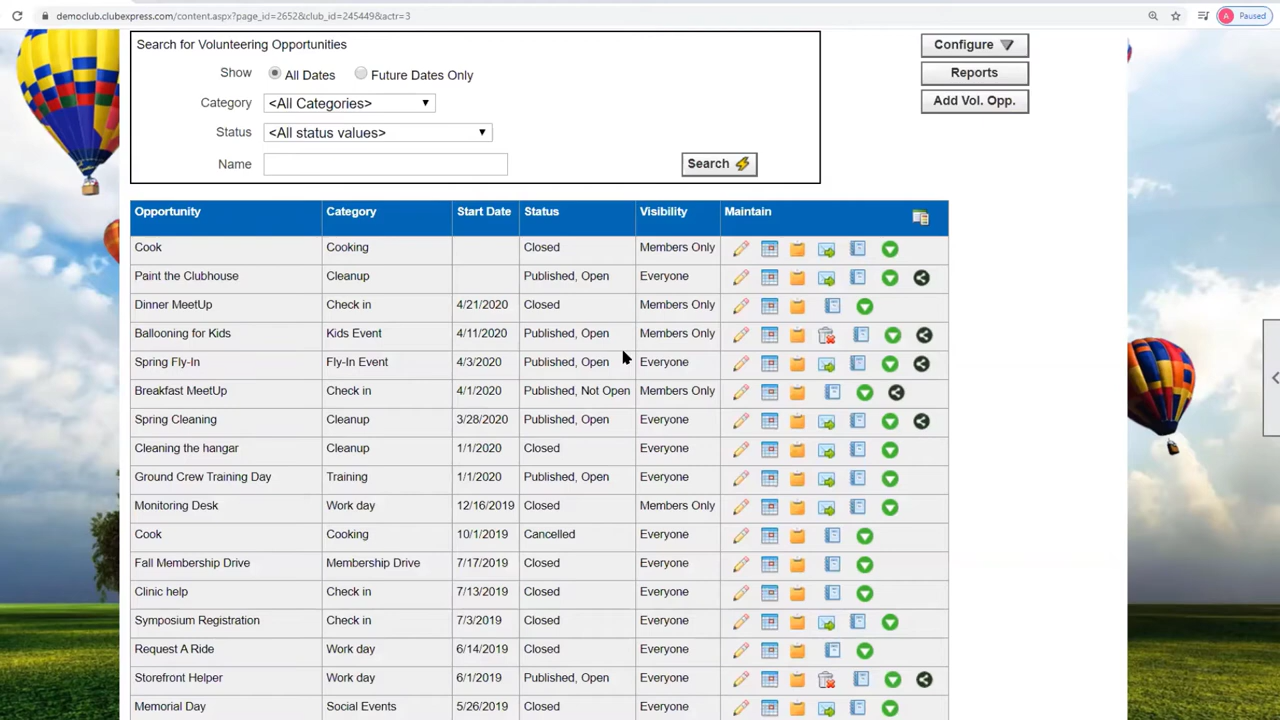 democlub.clubexpress.com/content.aspx?page_id=2652&club_id=245449&actr=3
A Paused
Search for Volunteering Opportunities
Show All Dates Future Dates Only
Category <All Categories>
Status <All status values>
Name Search
Configure
Reports
Add Vol. Opp.
Opportunity Category Start Date Status Visibility Maintain
Cook Cooking Closed Members Only
Paint the Clubhouse Cleanup Published, Open Everyone
Dinner MeetUp Check in 4/21/2020 Closed Members Only
Ballooning for Kids Kids Event 4/11/2020 Published, Open Members Only
Spring Fly-In Fly-In Event 4/3/2020 Published, Open Everyone
Breakfast MeetUp Check in 4/1/2020 Published, Not Open Members Only
Spring Cleaning Cleanup 3/28/2020 Published, Open Everyone
Cleaning the hangar Cleanup 1/1/2020 Closed Everyone
Ground Crew Training Day Training 1/1/2020 Published, Open Everyone
Monitoring Desk Work day 12/16/2019 Closed Members Only
Cook Cooking 10/1/2019 Cancelled Everyone
Fall Membership Drive Membership Drive 7/17/2019 Closed Everyone
Clinic help Check in 7/13/2019 Closed Everyone
Symposium Registration Check in 7/3/2019 Closed Everyone
Request A Ride Work day 6/14/2019 Closed Everyone
Storefront Helper Work day 6/1/2019 Published, Open Everyone
Memorial Day Social Events 5/26/2019 Closed Everyone